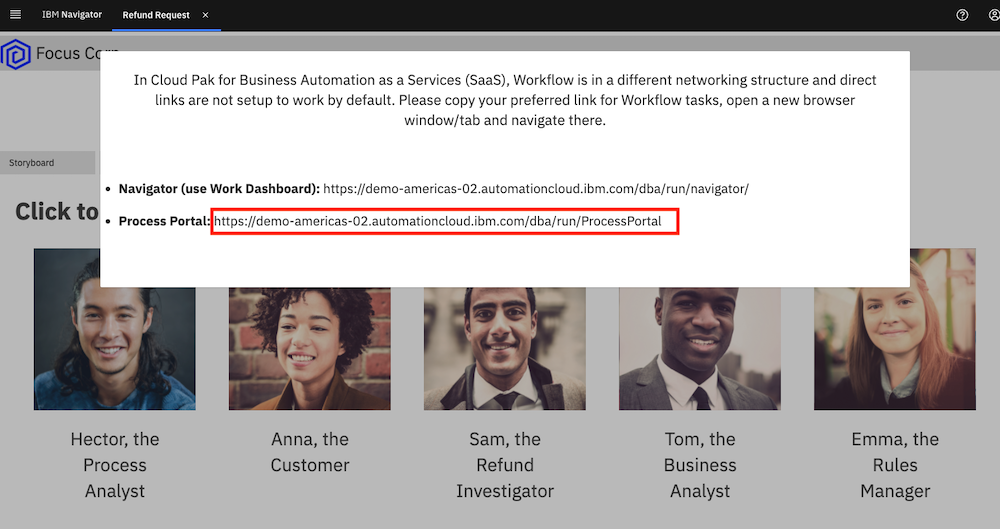 IBM Navigator
Refund Request
Focus Corp
In Cloud Pak for Business Automation as a Services (SaaS), Workflow is in a different networking structure and direct
links are not setup to work by default. Please copy your preferred link for Workflow tasks, open a new browser
window/tab and navigate there.
Storyboard
Navigator (use Work Dashboard): https://demo-americas-02.automationcloud.ibm.com/dba/run/navigator/
Click to
Process Portal: https://demo-americas-02.automationcloud.ibm.com/dba/run/ProcessPortal
Hector, the
Process
Analyst
Anna, the
Customer
Sam, the
Refund
Investigator
Tom, the
Business
Analyst
Emma, the
Rules
Manager